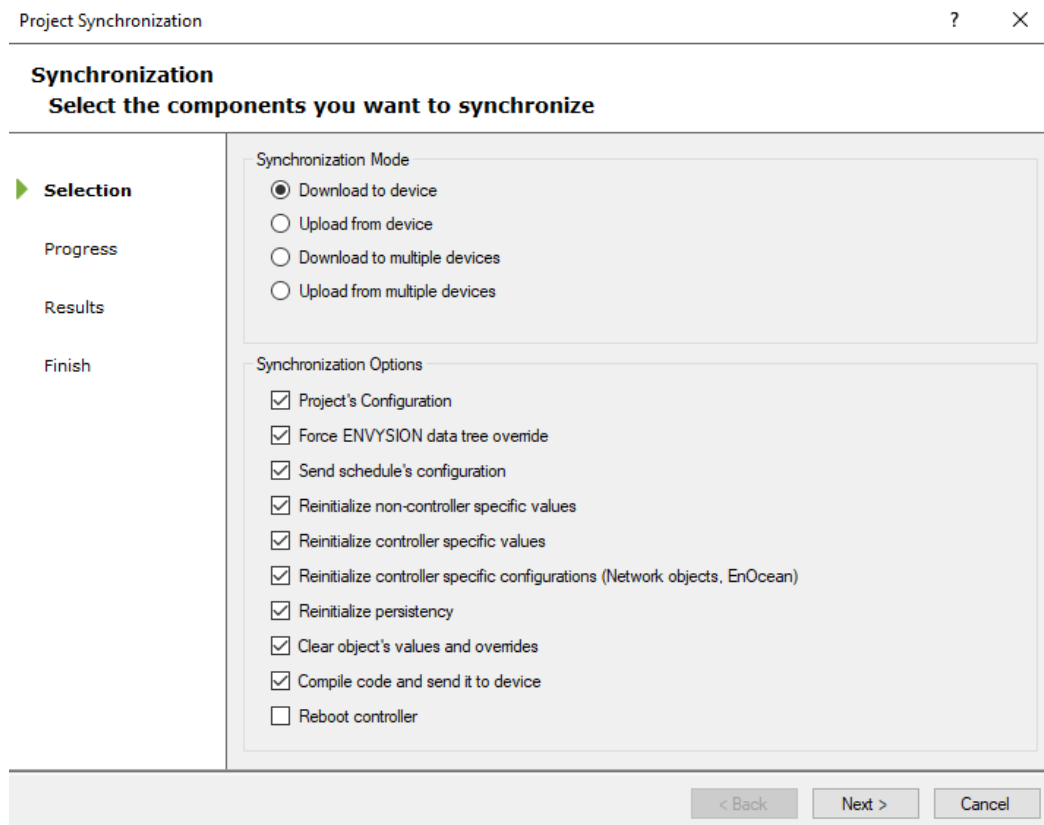 Project Synchronization
?
Synchronization
Select the components you want to synchronize
Selection
Progress
Results
Finish
Synchronization Mode
Download to device
Upload from device
Download to multiple devices
Upload from multiple devices
Synchronization Options
Project's Configuration
Force ENVYSION data tree override
Send schedule's configuration
Reinitialize non-controller specific values
Reinitialize controller specific values
Reinitialize controller specific configurations (Network objects, EnOcean)
Reinitialize persistency
Clear object's values and overrides
Compile code and send it to device
Reboot controller
< Back
Next >
Cancel